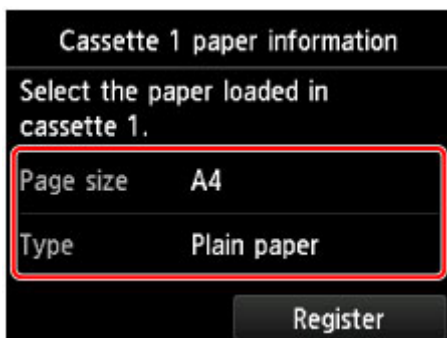 Cassette 1 paper information
Select the paper loaded in
cassette 1.
Page size A4
Type Plain paper
Register